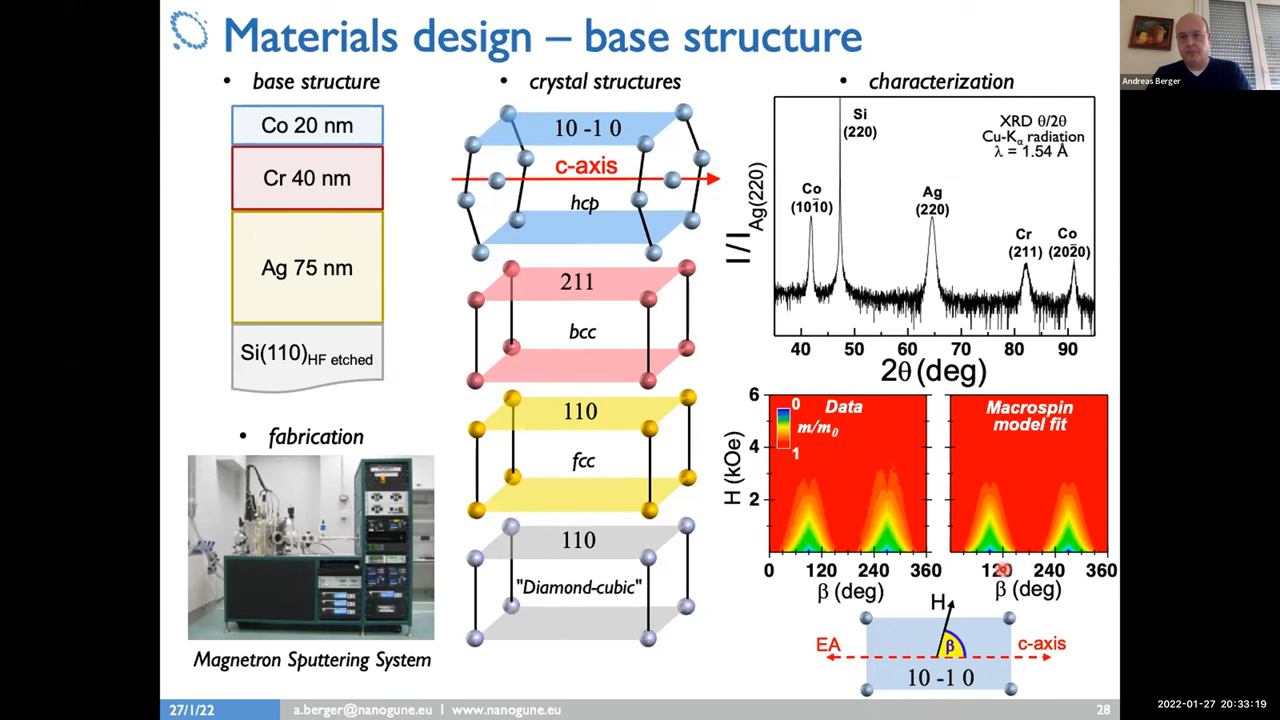 Materials design – base structure
• base structure
Co 20 nm
Cr 40 nm
Ag 75 nm
Si(110)HF etched
• fabrication
Magnetron Sputtering System
• crystal structures
10 -1 0
c-axis
hcp
211
bcc
110
fcc
110
"Diamond-cubic"
• characterization
XRD θ/2θ
Cu-Kα radiation
λ = 1.54 Å
Si
(220)
Co
(101̄0)
Ag
(220)
Cr
(211)
Co
(202̄0)
I / I Ag(220)
40 50 60 70 80 90
2θ (deg)
Data
0
m/m0
1
Macrospin
model fit
H (kOe)
6
4
2
0 120 240 360
120 240 360
β (deg)
β (deg)
H
β
EA
c-axis
10 -1 0
27/1/22
a.berger@nanogune.eu | www.nanogune.eu
28
Andreas Berger
2022-01-27 20:33:19